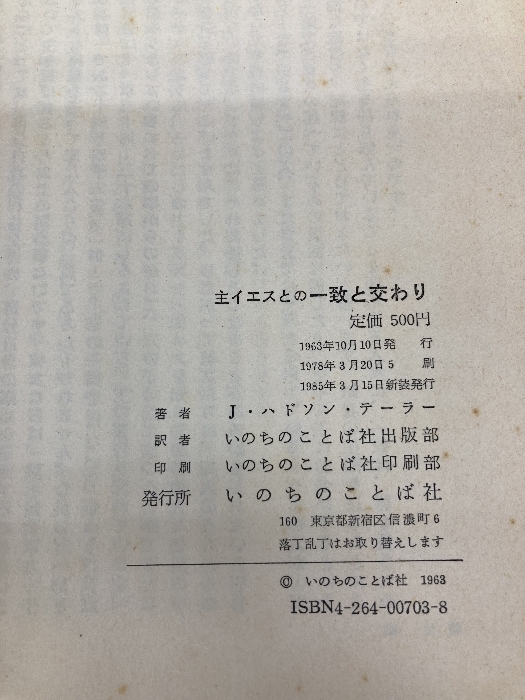 主イエスとの一致と交わり
定価 500円
1963年10月10日発 行
1978年3月20日5 刷
1985年3月15日新装発行
著者 J・ハドソン・テーラー
訳者 いのちのことば社出版部
印刷 いのちのことば社印刷部
発行所 いのちのことば社
160 東京都新宿区信濃町6
落丁乱丁はお取り替えします
© いのちのことば社 1963
ISBN4-264-00703-8